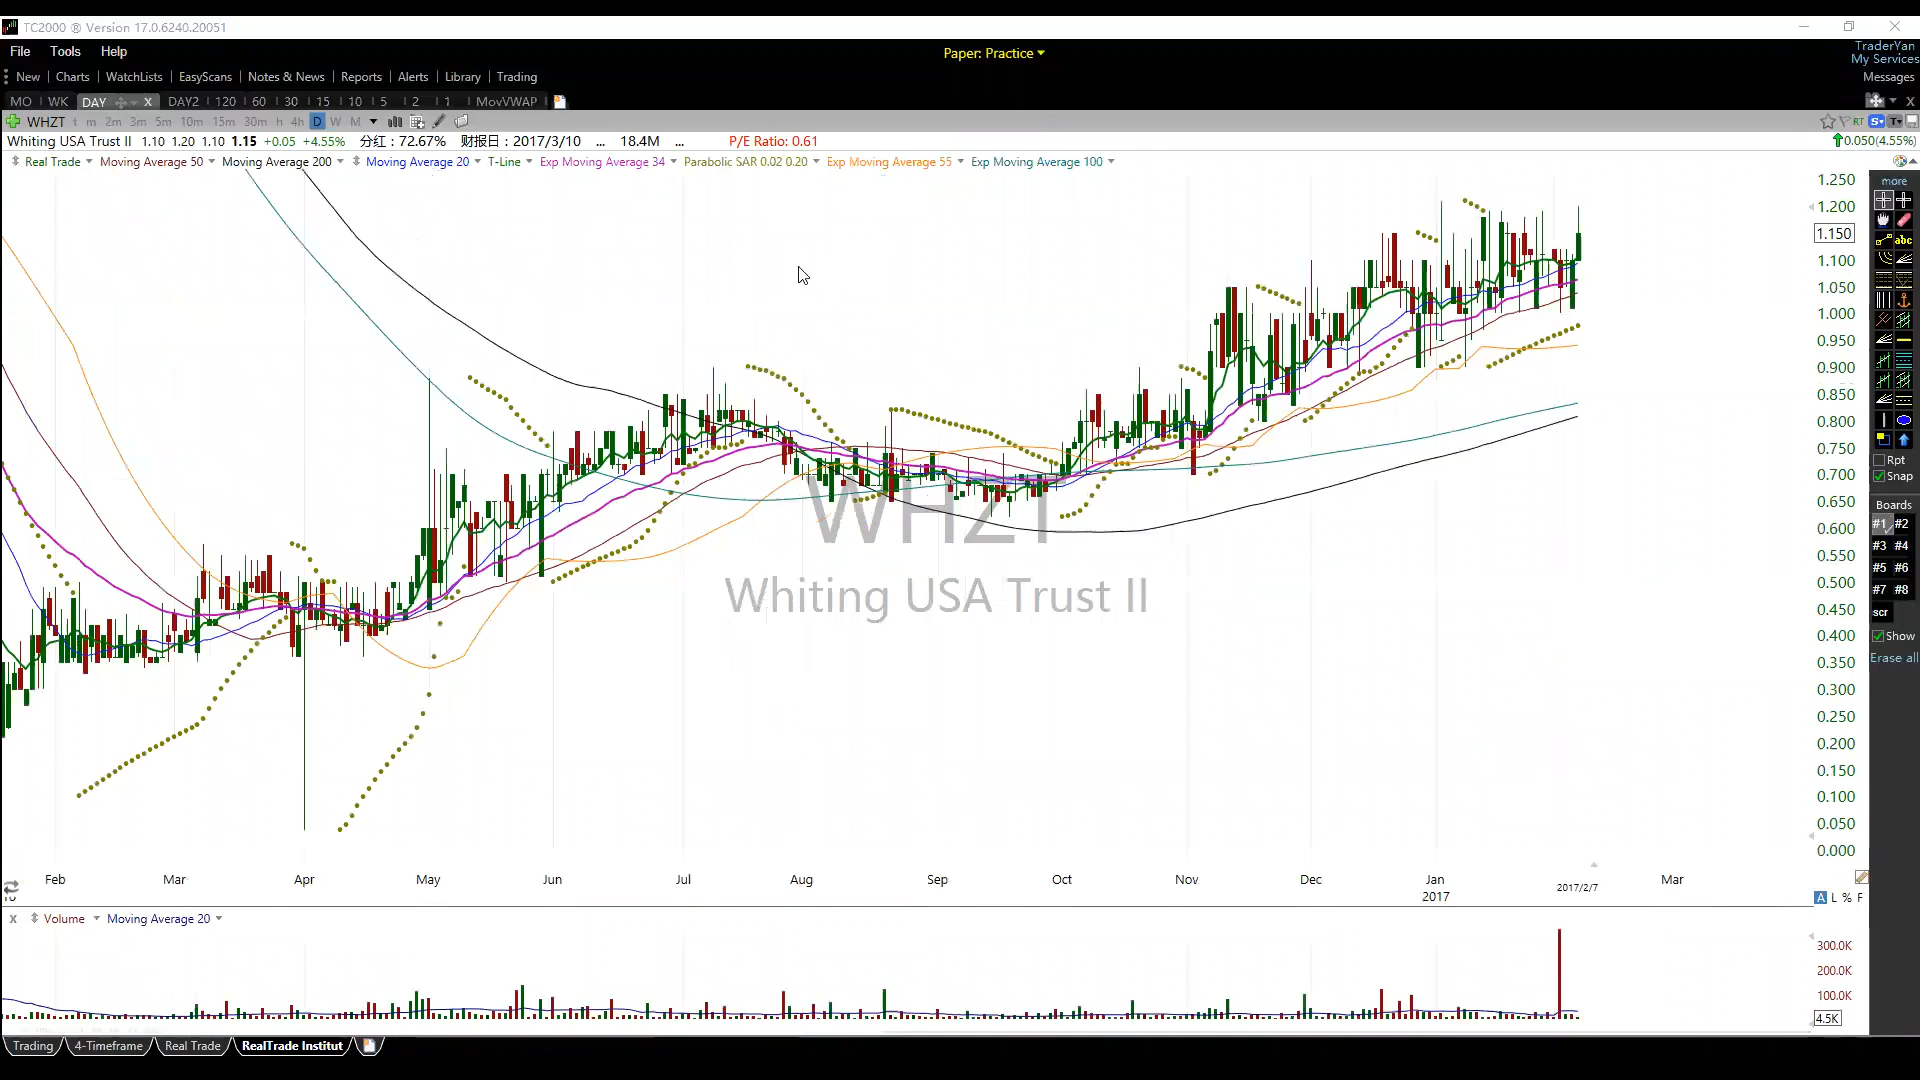 TC2000 ® Version 17.0.6240.20051
File Tools Help
Paper: Practice
TraderYan
My Services
New Charts WatchLists EasyScans Notes & News Reports Alerts Library Trading
Messages
MO WK DAY X DAY2 120 60 30 15 10 5 2 1 MovVWAP
X
WHZT t m 2m 3m 5m 10m 15m 30m h 4h D W M
RT S T
Whiting USA Trust II 1.10 1.20 1.10 1.15 +0.05 +4.55% 分红：72.67% 财报日：2017/3/10 ... 18.4M ... P/E Ratio: 0.61
0.050(4.55%)
Real Trade Moving Average 50 Moving Average 200 Moving Average 20 T-Line Exp Moving Average 34 Parabolic SAR 0.02 0.20 Exp Moving Average 55 Exp Moving Average 100
1.250
1.200
1.150
1.100
1.050
1.000
0.950
0.900
0.850
0.800
0.750
0.700
0.650
0.600
0.550
0.500
0.450
0.400
0.350
0.300
0.250
0.200
0.150
0.100
0.050
0.000
more
abc
Rpt
Snap
Boards
#1 #2
#3 #4
#5 #6
#7 #8
scr
Show
Erase all
WHZT
Whiting USA Trust II
Feb Mar Apr May Jun Jul Aug Sep Oct Nov Dec Jan 2017/2/7 Mar
2017
A L % F
X Volume Moving Average 20
300.0K
200.0K
100.0K
4.5K
Trading 4-Timeframe Real Trade RealTrade Institut